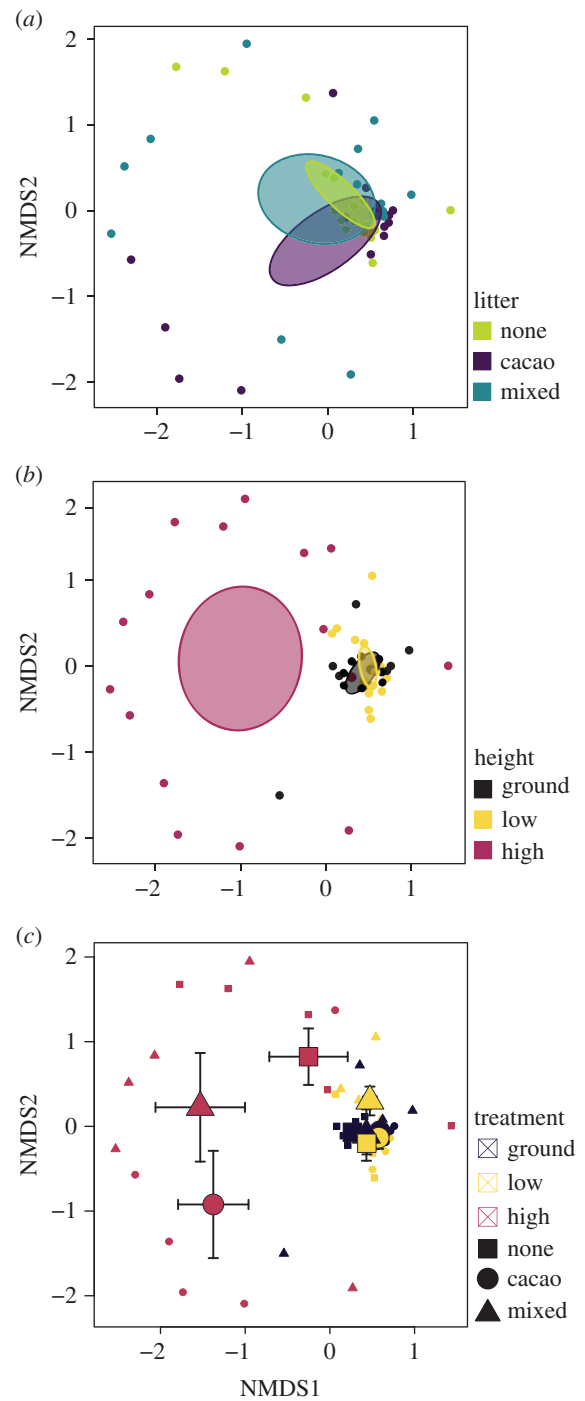 (a)
2
1
0
−1
−2
NMDS2
−2
−1
0
1
litter
none
cacao
mixed
(b)
2
1
0
−1
−2
NMDS2
−2
−1
0
1
height
ground
low
high
(c)
2
1
0
−1
−2
NMDS2
−2
−1
0
1
NMDS1
treatment
ground
low
high
none
cacao
mixed